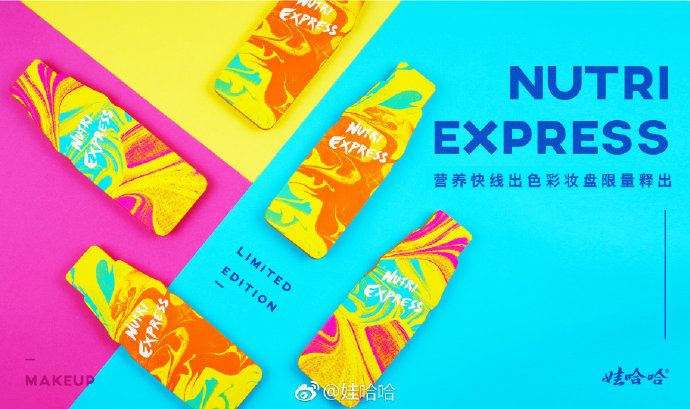 NUTRI
EXPRESS
营养快线出色彩妆盘限量释出
NUTRI
EXPRESS
NUTRI
EXPRESS
NUTRI
EXPRESS
NUTRI
EXPRESS
NUTRI
EXPRESS
LIMITED
EDITION
MAKEUP
@娃哈哈
娃哈哈®